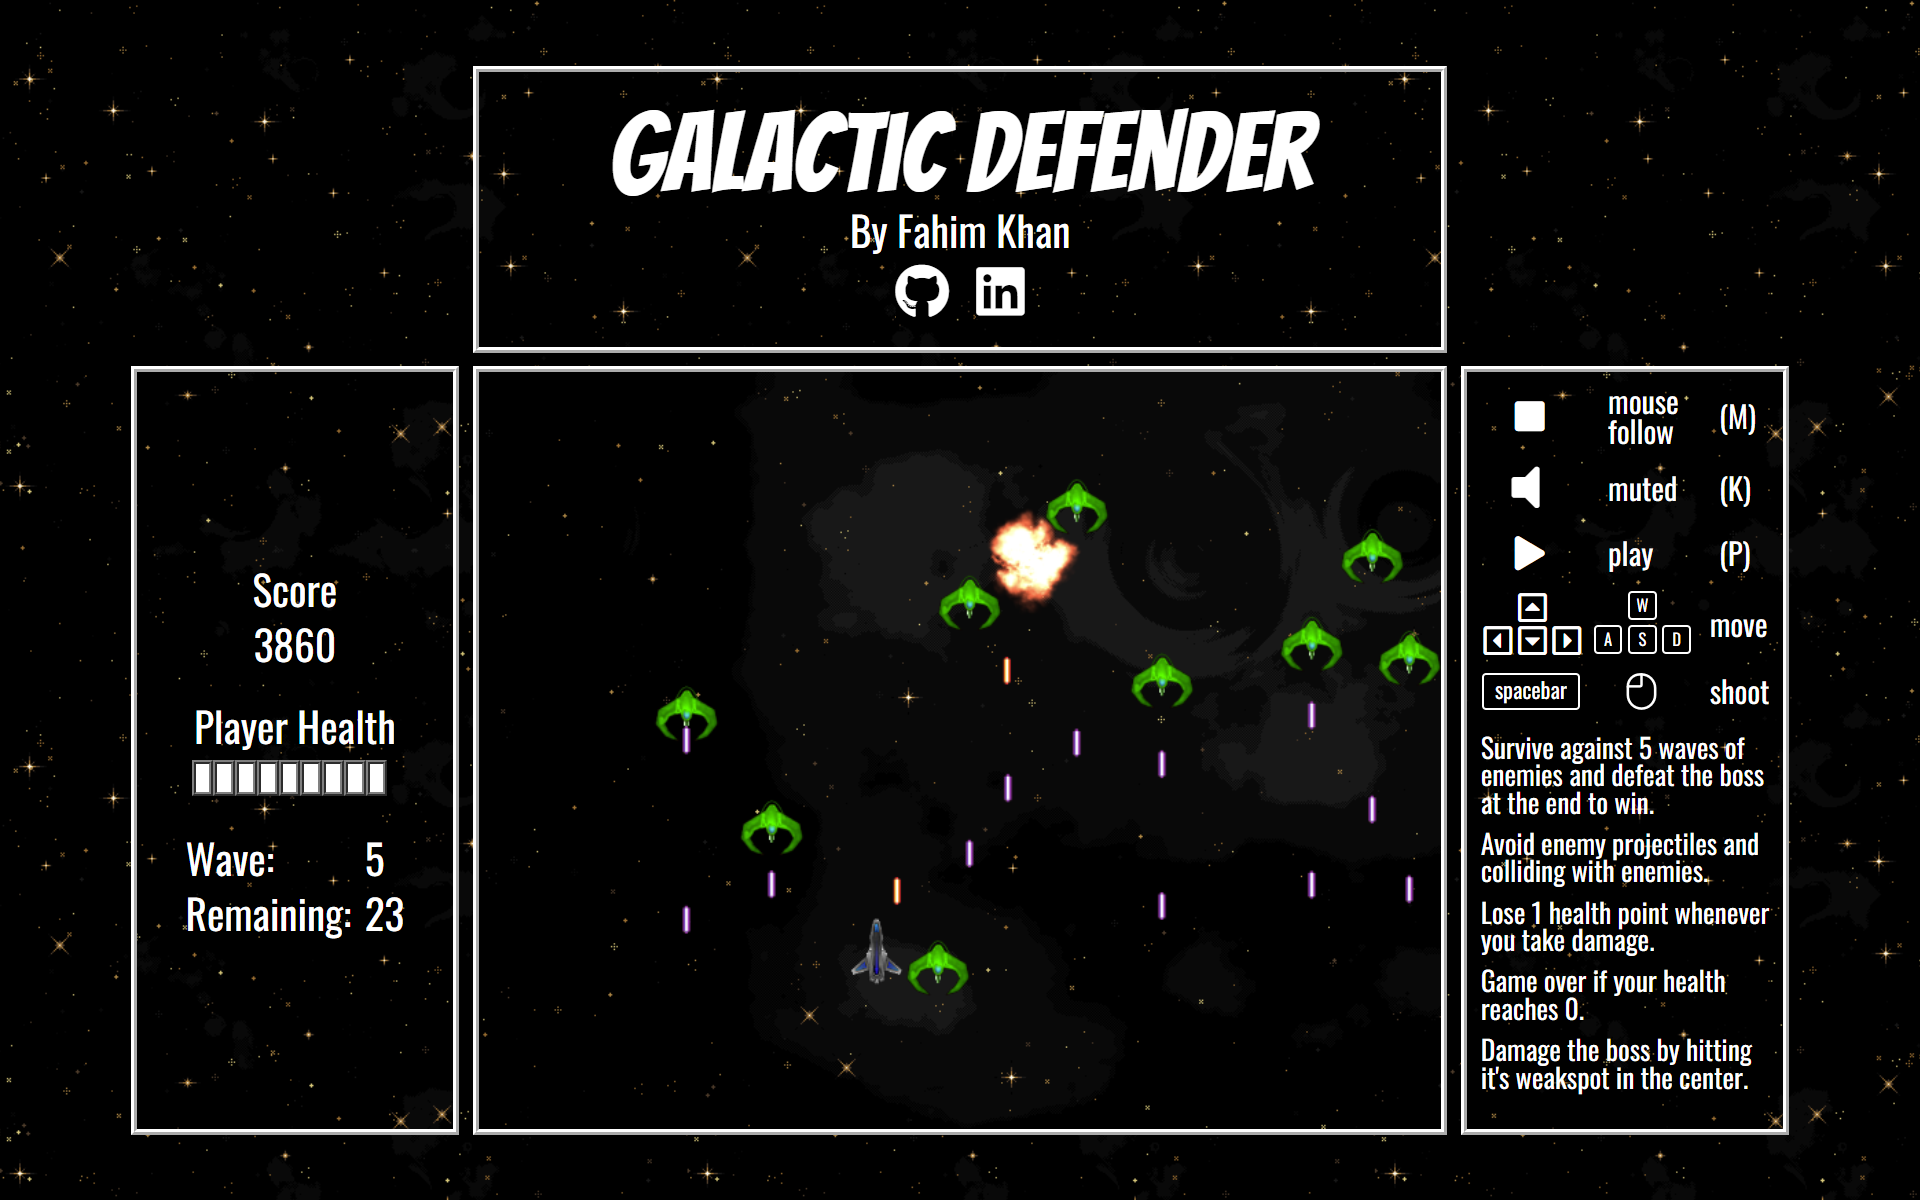 GALACTIC DEFENDER
By Fahim Khan
in
Score
3860
Player Health
Wave: 5
Remaining: 23
mouse
follow (M)
muted (K)
play (P)
W
A S D move
spacebar shoot
Survive against 5 waves of
enemies and defeat the boss
at the end to win.
Avoid enemy projectiles and
colliding with enemies.
Lose 1 health point whenever
you take damage.
Game over if your health
reaches 0.
Damage the boss by hitting
it's weakspot in the center.